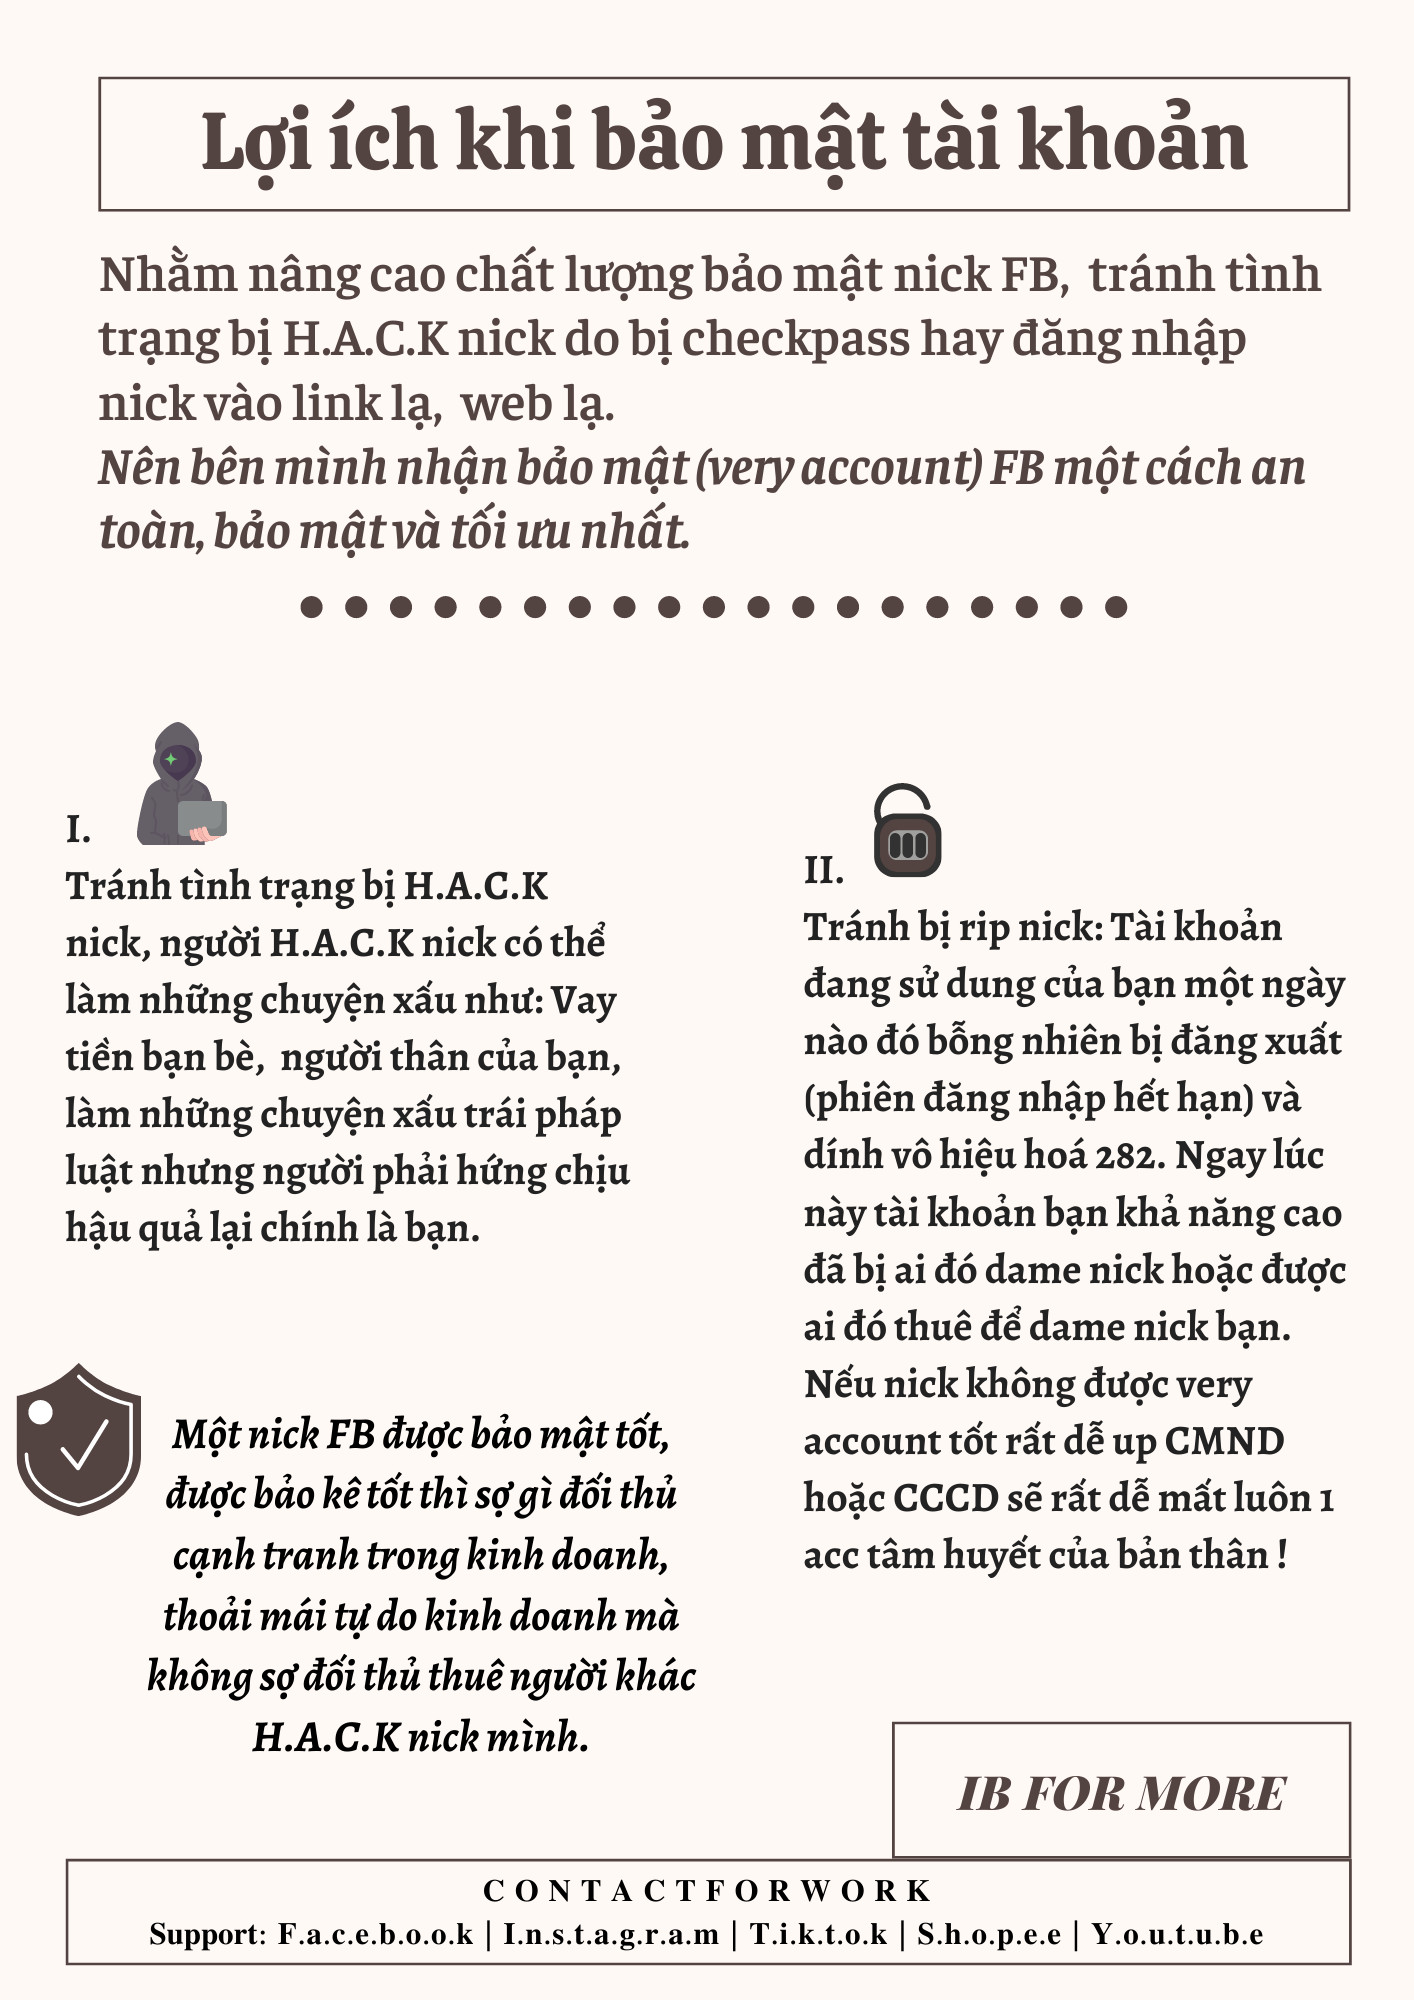 Lợi ích khi bảo mật tài khoản
Nhằm nâng cao chất lượng bảo mật nick FB,  tránh tình
trạng bị H.A.C.K nick do bị checkpass hay đăng nhập
nick vào link lạ,  web lạ.
Nên bên mình nhận bảo mật (very account) FB một cách an
toàn, bảo mật và tối ưu nhất.
I.
Tránh tình trạng bị H.A.C.K
nick, người H.A.C.K nick có thể
làm những chuyện xấu như: Vay
tiền bạn bè,  người thân của bạn,
làm những chuyện xấu trái pháp
luật nhưng người phải hứng chịu
hậu quả lại chính là bạn.
Một nick FB được bảo mật tốt,
được bảo kê tốt thì sợ gì đối thủ
cạnh tranh trong kinh doanh,
thoải mái tự do kinh doanh mà
không sợ đối thủ thuê người khác
H.A.C.K nick mình.
II.
Tránh bị rip nick: Tài khoản
đang sử dung của bạn một ngày
nào đó bỗng nhiên bị đăng xuất
(phiên đăng nhập hết hạn) và
dính vô hiệu hoá 282. Ngay lúc
này tài khoản bạn khả năng cao
đã bị ai đó dame nick hoặc được
ai đó thuê để dame nick bạn.
Nếu nick không được very
account tốt rất dễ up CMND
hoặc CCCD sẽ rất dễ mất luôn 1
acc tâm huyết của bản thân !
IB FOR MORE
CONTACTFORWORK
Support: F.a.c.e.b.o.o.k | I.n.s.t.a.g.r.a.m | T.i.k.t.o.k | S.h.o.p.e.e | Y.o.u.t.u.b.e